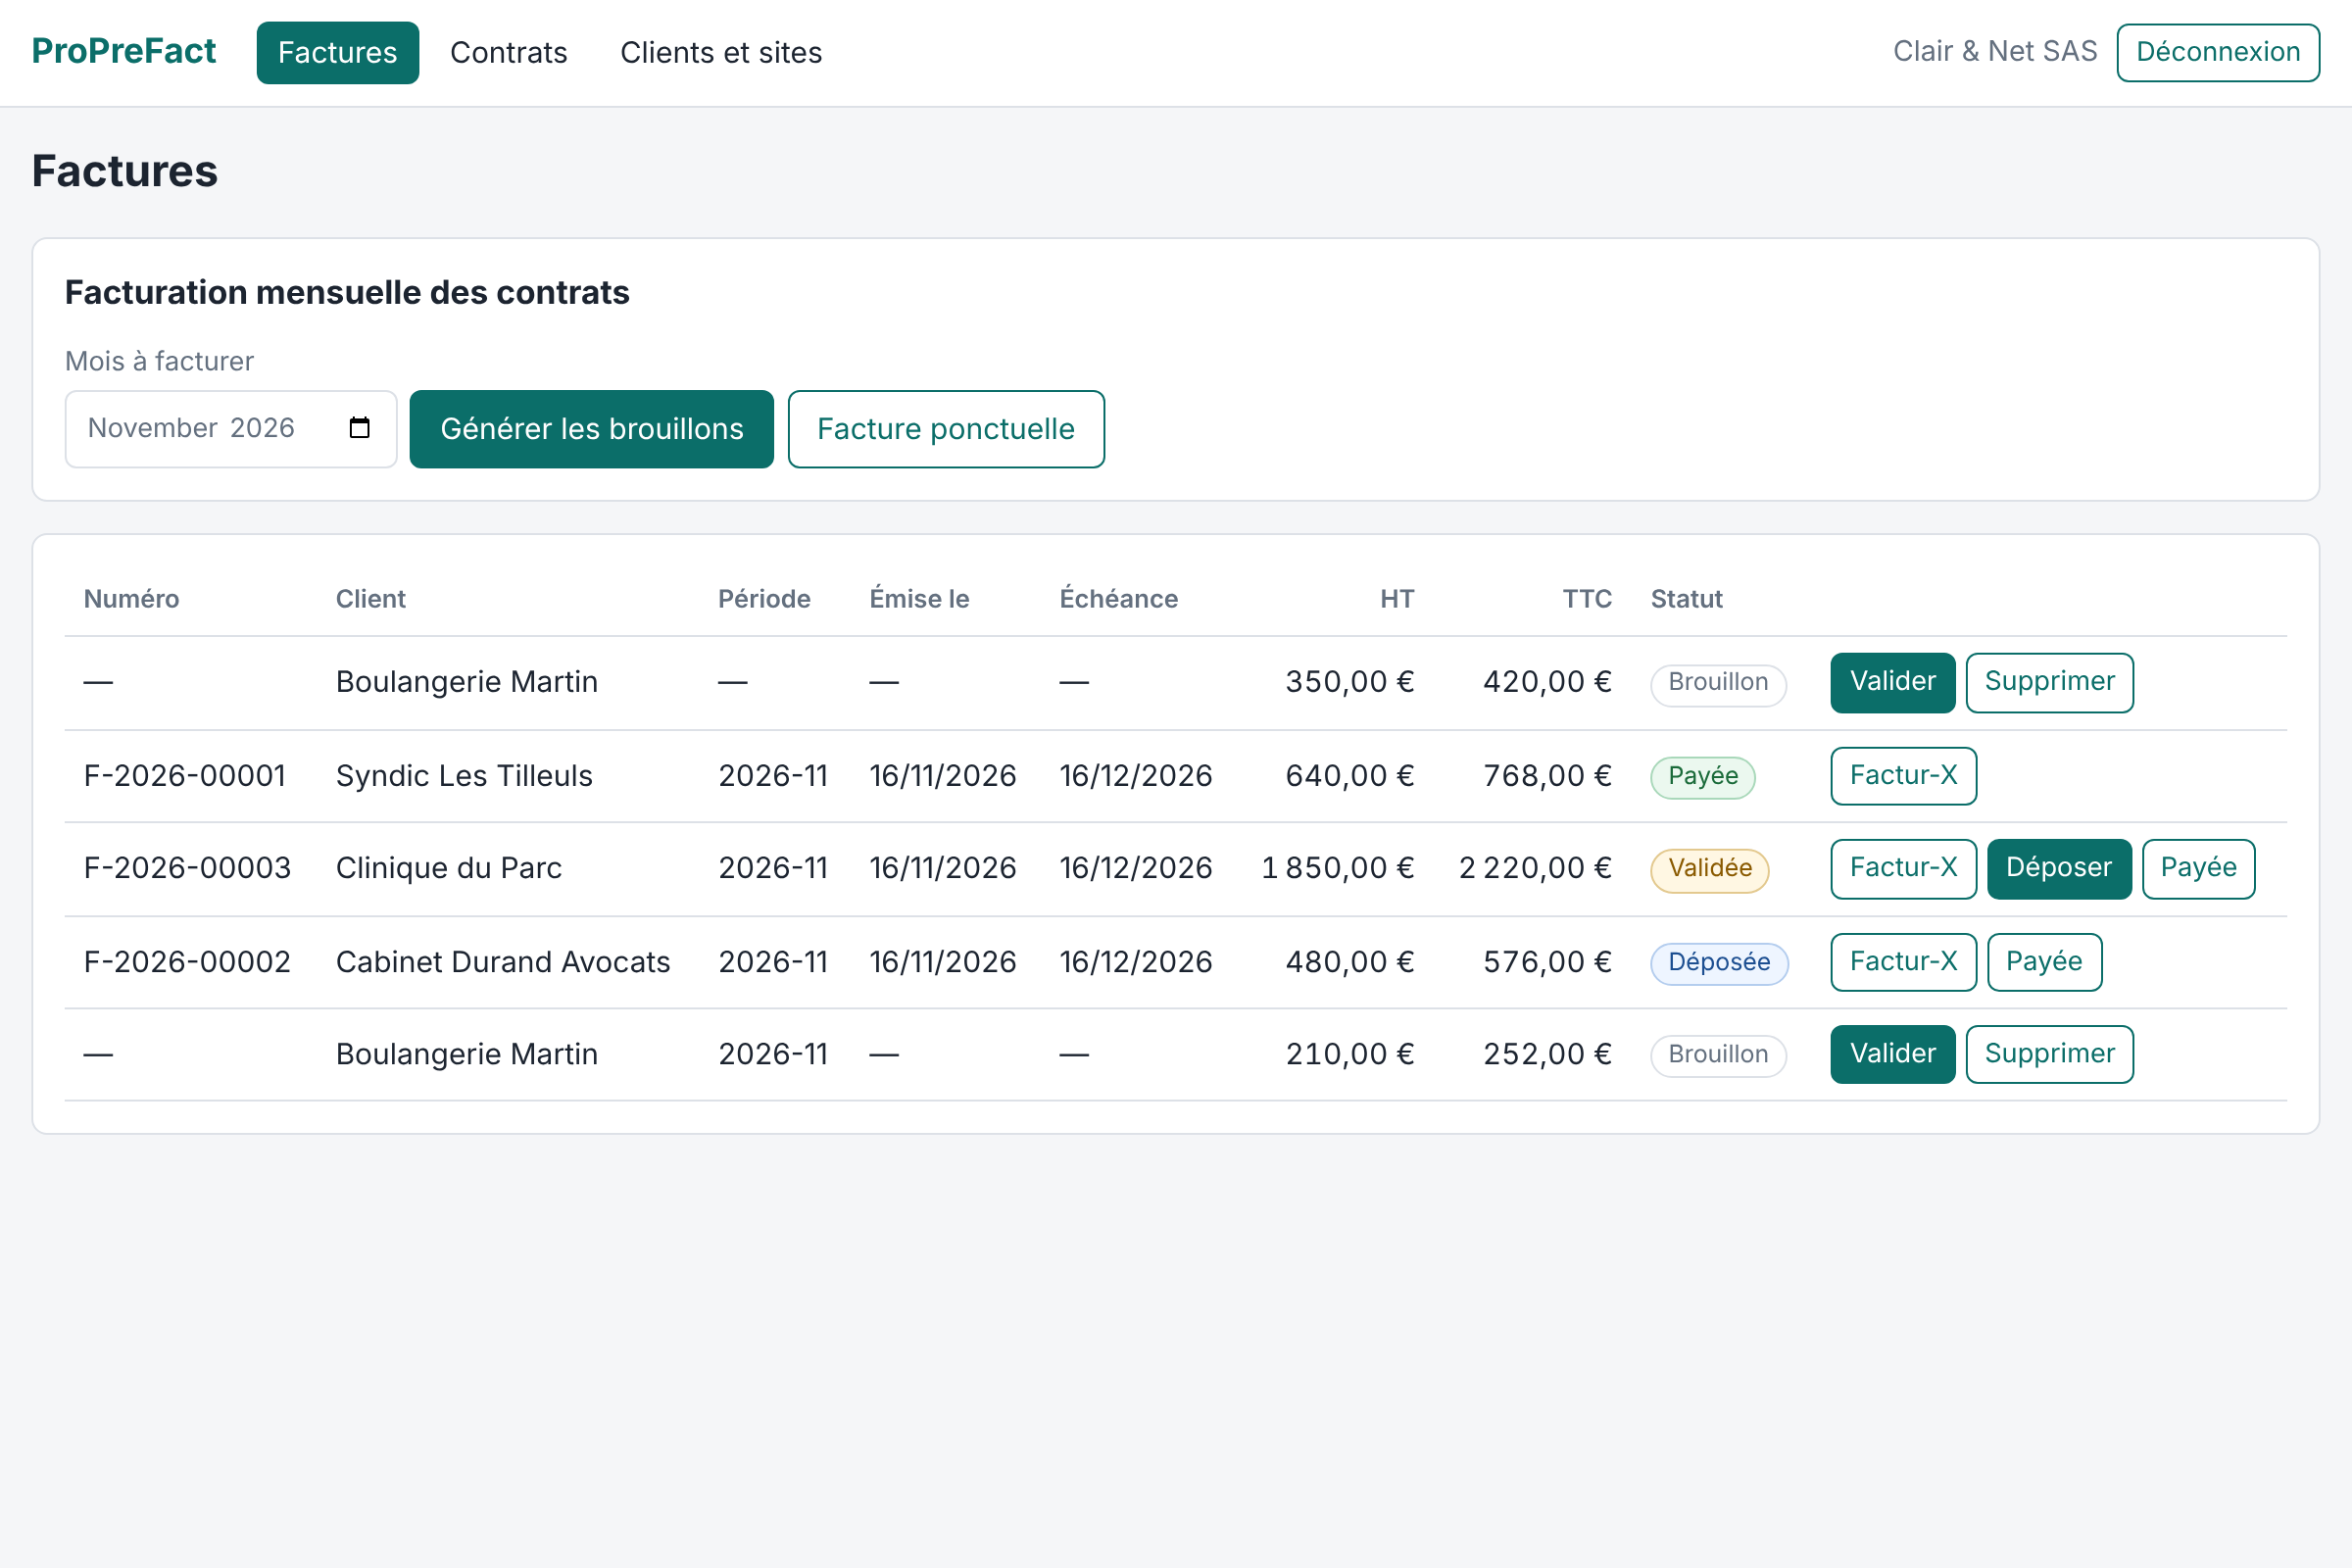 ProPreFact Factures Contrats Clients et sites Clair & Net SAS Déconnexion
Factures
Facturation mensuelle des contrats
Mois à facturer
November 2026 Générer les brouillons Facture ponctuelle
Numéro Client Période Émise le Échéance HT TTC Statut
— Boulangerie Martin — — — 350,00 € 420,00 € Brouillon Valider Supprimer
F-2026-00001 Syndic Les Tilleuls 2026-11 16/11/2026 16/12/2026 640,00 € 768,00 € Payée Factur-X
F-2026-00003 Clinique du Parc 2026-11 16/11/2026 16/12/2026 1 850,00 € 2 220,00 € Validée Factur-X Déposer Payée
F-2026-00002 Cabinet Durand Avocats 2026-11 16/11/2026 16/12/2026 480,00 € 576,00 € Déposée Factur-X Payée
— Boulangerie Martin 2026-11 — — 210,00 € 252,00 € Brouillon Valider Supprimer